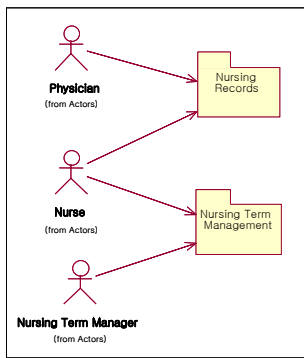 Nursing
Records
Physician
(from Actors)
Nurse
(from Actors)
Nursing Term
Management
Nursing Term Manager
(from Actors)